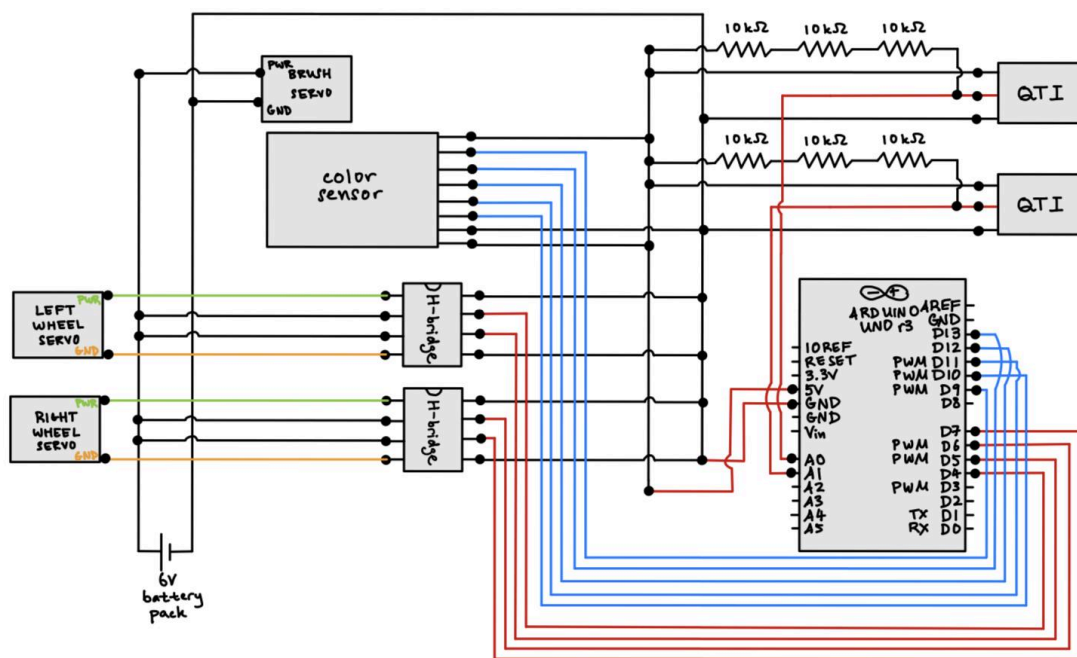 10kΩ 10kΩ 10kΩ
PWR
BRUSH
SERVO
GND
QTI
10kΩ 10kΩ 10kΩ
color
sensor
QTI
PWR
LEFT
WHEEL
SERVO
GND
H-bridge
PWR
RIGHT
WHEEL
SERVO
GND
H-bridge
ARDUINO
UNO r3
IOREF
RESET
3.3V
5V
GND
GND
Vin
A0
A1
A2
A3
A4
A5
AREF
GND
D13
D12
PWM D11
PWM D10
PWM D9
D8
D7
PWM D6
PWM D5
D4
PWM D3
D2
TX D1
RX D0
6V
battery
pack